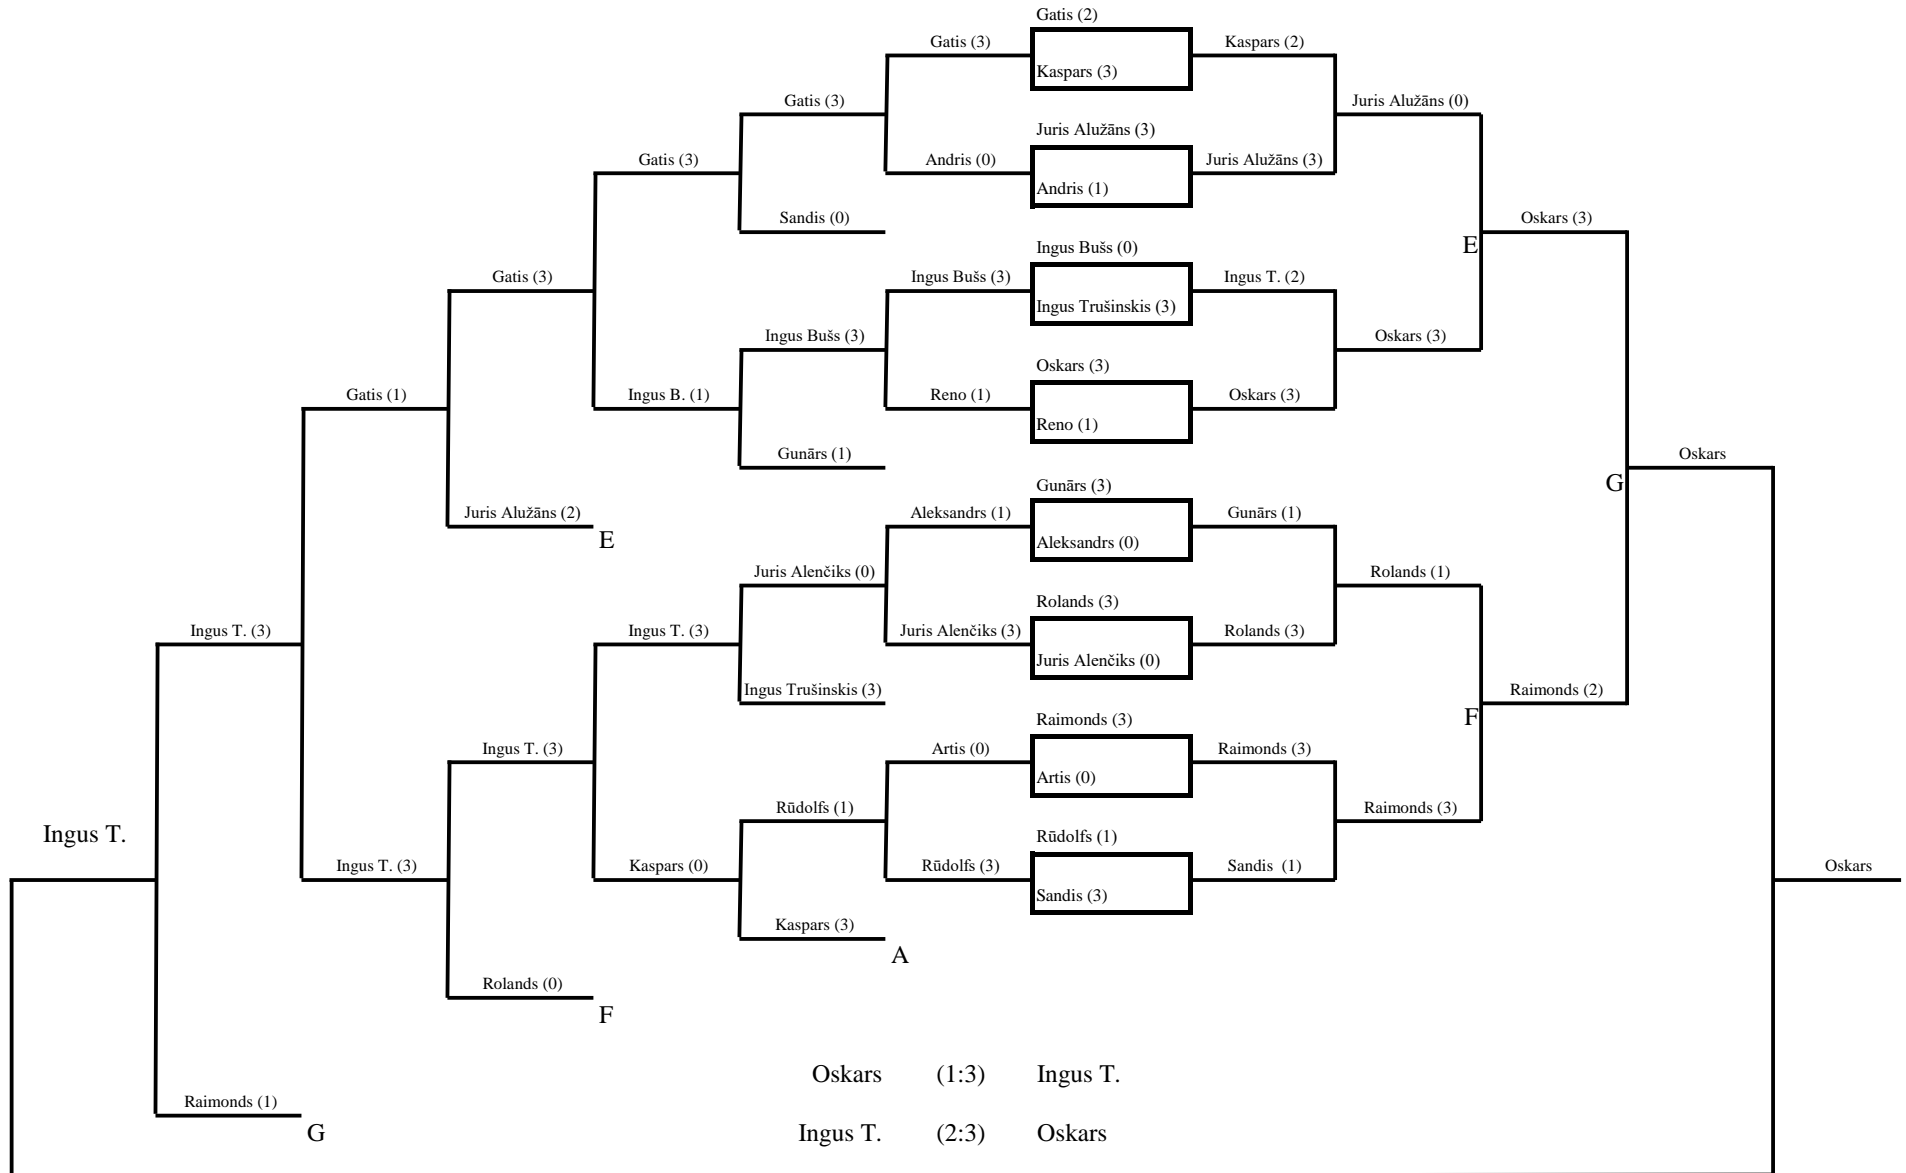 Gatis (2)
Gatis (3)
Kaspars (2)
Kaspars (3)
Gatis (3)
Juris Alužāns (0)
Juris Alužāns (3)
Gatis (3)
Andris (0)
Juris Alužāns (3)
Andris (1)
Sandis (0)
Oskars (3)
E
Ingus Bušs (0)
Gatis (3)
Ingus Bušs (3)
Ingus T. (2)
Ingus Trušinskis (3)
Ingus Bušs (3)
Oskars (3)
Oskars (3)
Gatis (1)
Ingus B. (1)
Reno (1)
Oskars (3)
Reno (1)
Gunārs (1)
Oskars
G
Gunārs (3)
Juris Alužāns (2)
E
Aleksandrs (1)
Gunārs (1)
Aleksandrs (0)
Juris Alenčiks (0)
Rolands (1)
Rolands (3)
Ingus T. (3)
Ingus T. (3)
Juris Alenčiks (3)
Rolands (3)
Juris Alenčiks (0)
Ingus Trušinskis (3)
Raimonds (2)
F
Raimonds (3)
Ingus T. (3)
Artis (0)
Raimonds (3)
Artis (0)
Rūdolfs (1)
Raimonds (3)
Ingus T.
Rūdolfs (1)
Ingus T. (3)
Kaspars (0)
Rūdolfs (3)
Sandis (1)
Oskars
Sandis (3)
Kaspars (3)
A
Rolands (0)
F
Oskars (1:3) Ingus T.
Raimonds (1)
G
Ingus T. (2:3) Oskars